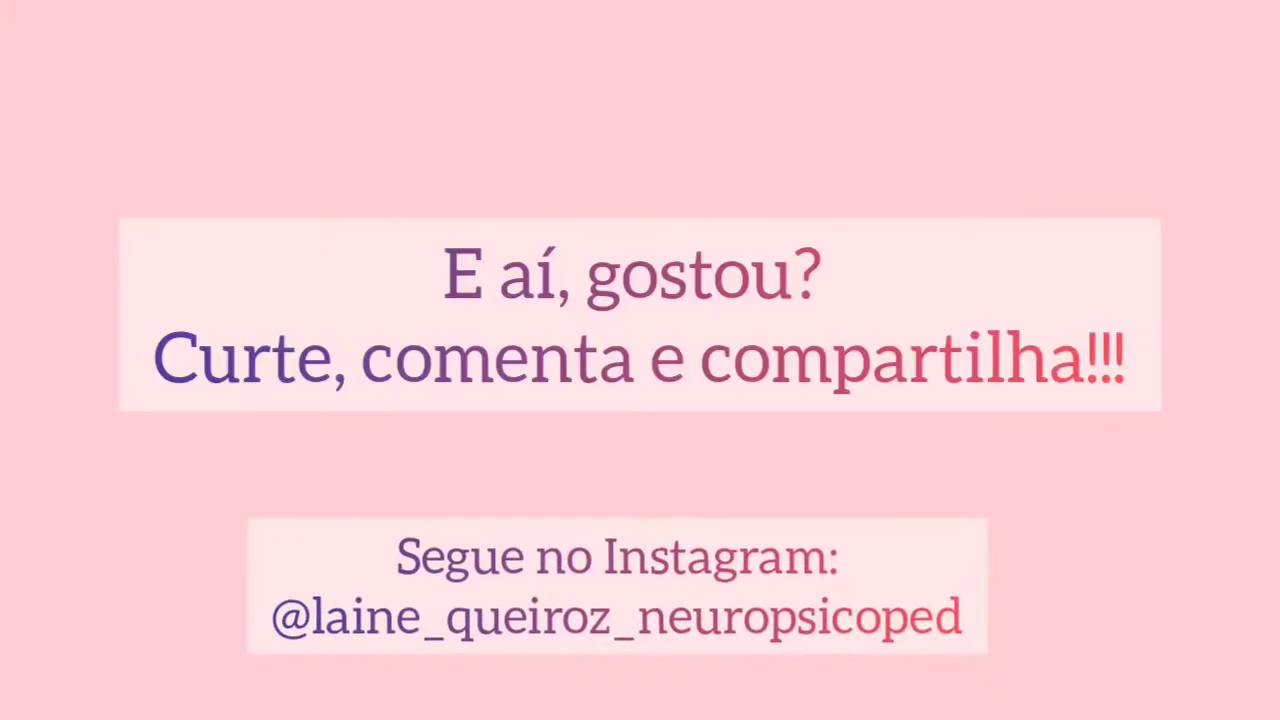 E aí, gostou?
Curte, comenta e compartilha!!!
Segue no Instagram:
@laine_queiroz_neuropsicoped